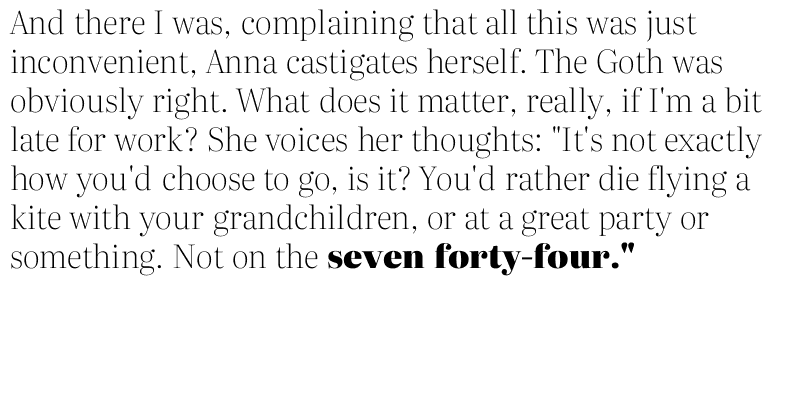 And there I was, complaining that all this was just
inconvenient, Anna castigates herself. The Goth was
obviously right. What does it matter, really, if I'm a bit
late for work? She voices her thoughts: "It's not exactly
how you'd choose to go, is it? You'd rather die flying a
kite with your grandchildren, or at a great party or
something. Not on the seven forty-four."